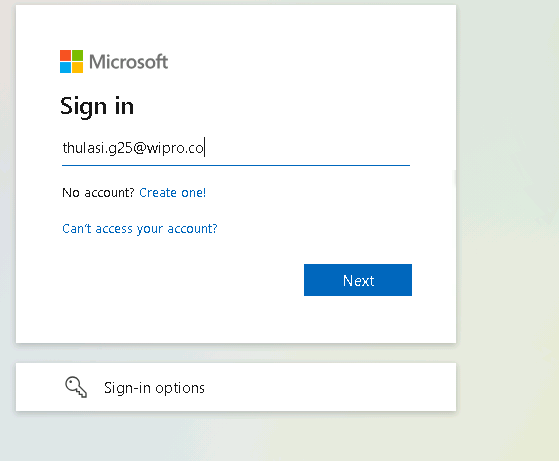 Microsoft
Sign in
thulasi.g25@wipro.co
No account? Create one!
Can't access your account?
Next
Sign-in options